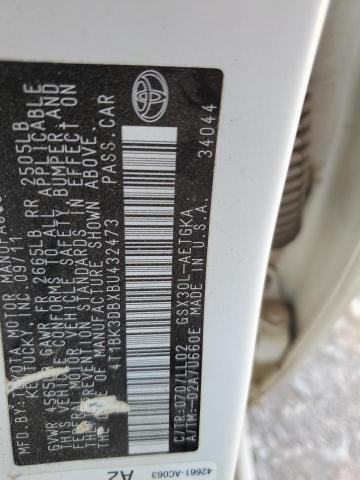 MFD. BY TOYOTA MOTOR MANUFACTURING
KENTUCKY, INC. 09/11
GVWR 4565LB GAWR FR 2665LB RR 2505LB
THIS VEHICLE CONFORMS TO ALL APPLICABLE
FEDERAL MOTOR VEHICLE SAFETY, BUMPER, AND
THEFT PREVENTION STANDARDS IN EFFECT ON
THE DATE OF MANUFACTURE SHOWN ABOVE.
4T1BK3DBXBU432473 PASS. CAR
C/TR:070/LL02 GSX30L-AETGKA
A/TM:-02A/U660E MADE IN U.S.A. 34044
42661-AC063 AZ